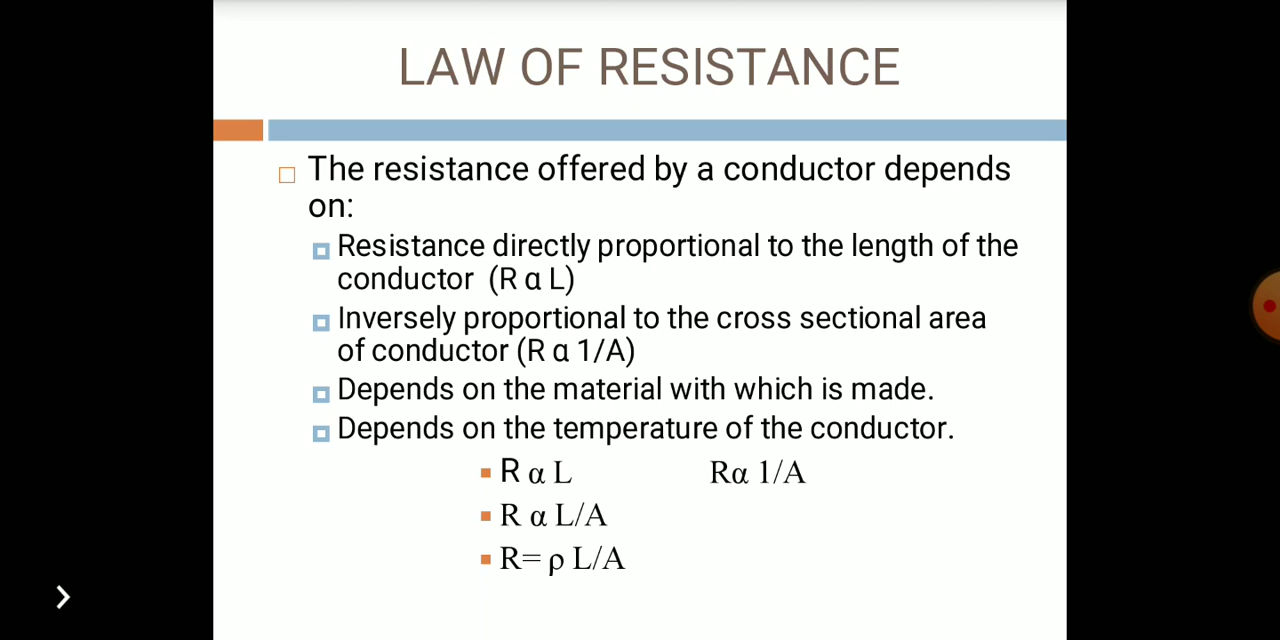 LAW OF RESISTANCE
The resistance offered by a conductor depends
on:
Resistance directly proportional to the length of the
conductor (R α L)
Inversely proportional to the cross sectional area
of conductor (R α 1/A)
Depends on the material with which is made.
Depends on the temperature of the conductor.
R α L Rα 1/A
R α L/A
R= ρ L/A